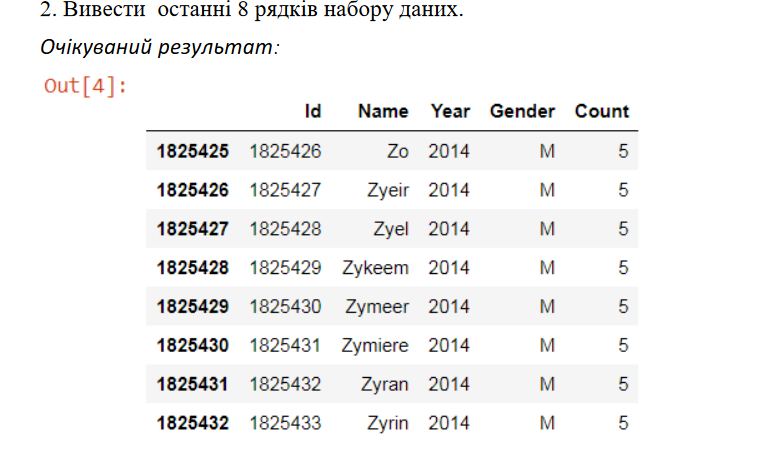 2. Вивести останні 8 рядків набору даних.
Очікуваний результат:
Out[4]:
Id Name Year Gender Count
1825425 1825426 Zo 2014 M 5
1825426 1825427 Zyeir 2014 M 5
1825427 1825428 Zyel 2014 M 5
1825428 1825429 Zykeem 2014 M 5
1825429 1825430 Zymeer 2014 M 5
1825430 1825431 Zymiere 2014 M 5
1825431 1825432 Zyran 2014 M 5
1825432 1825433 Zyrin 2014 M 5